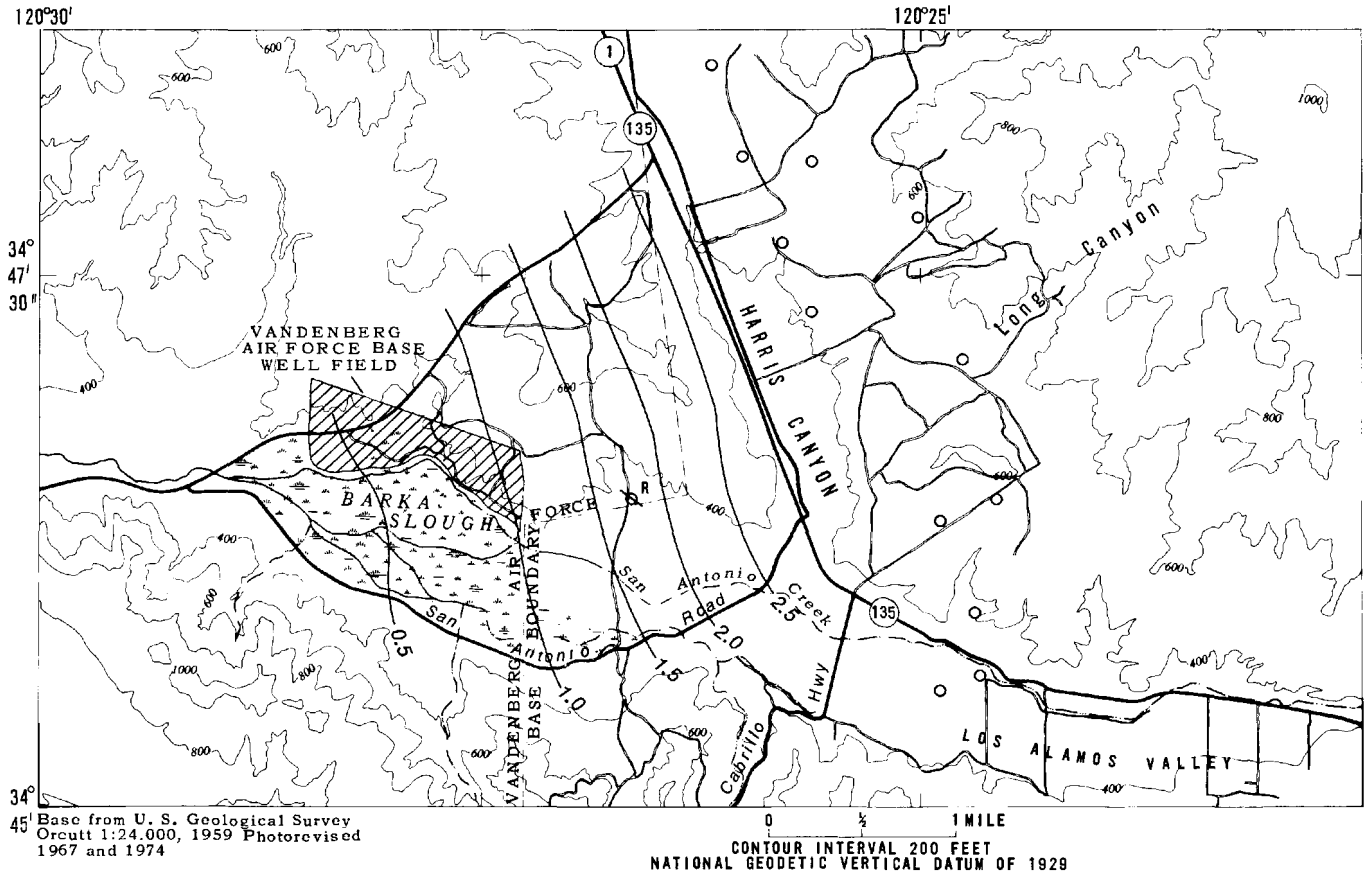 120°30'
120°25'
600
600
1
135
1000
800
600
34°
47'
30"
Long Canyon
HARRIS CANYON
VANDENBERG
AIR FORCE BASE
WELL FIELD
400
600
800
600
R
BARKA
SLOUGH
400
400
600
VANDENBERG AIR FORCE
BASE BOUNDARY
San Antonio Creek
San Antonio Road
0.5
1.0
1.5
2.0
2.5
135
600
1000
800
800
600
600
400
Cabrillo Hwy
LOS ALAMOS VALLEY
400
34°
45'
Base from U. S. Geological Survey
Orcutt 1:24.000, 1959 Photorevised
1967 and 1974
0 ½ 1 MILE
CONTOUR INTERVAL 200 FEET
NATIONAL GEODETIC VERTICAL DATUM OF 1929